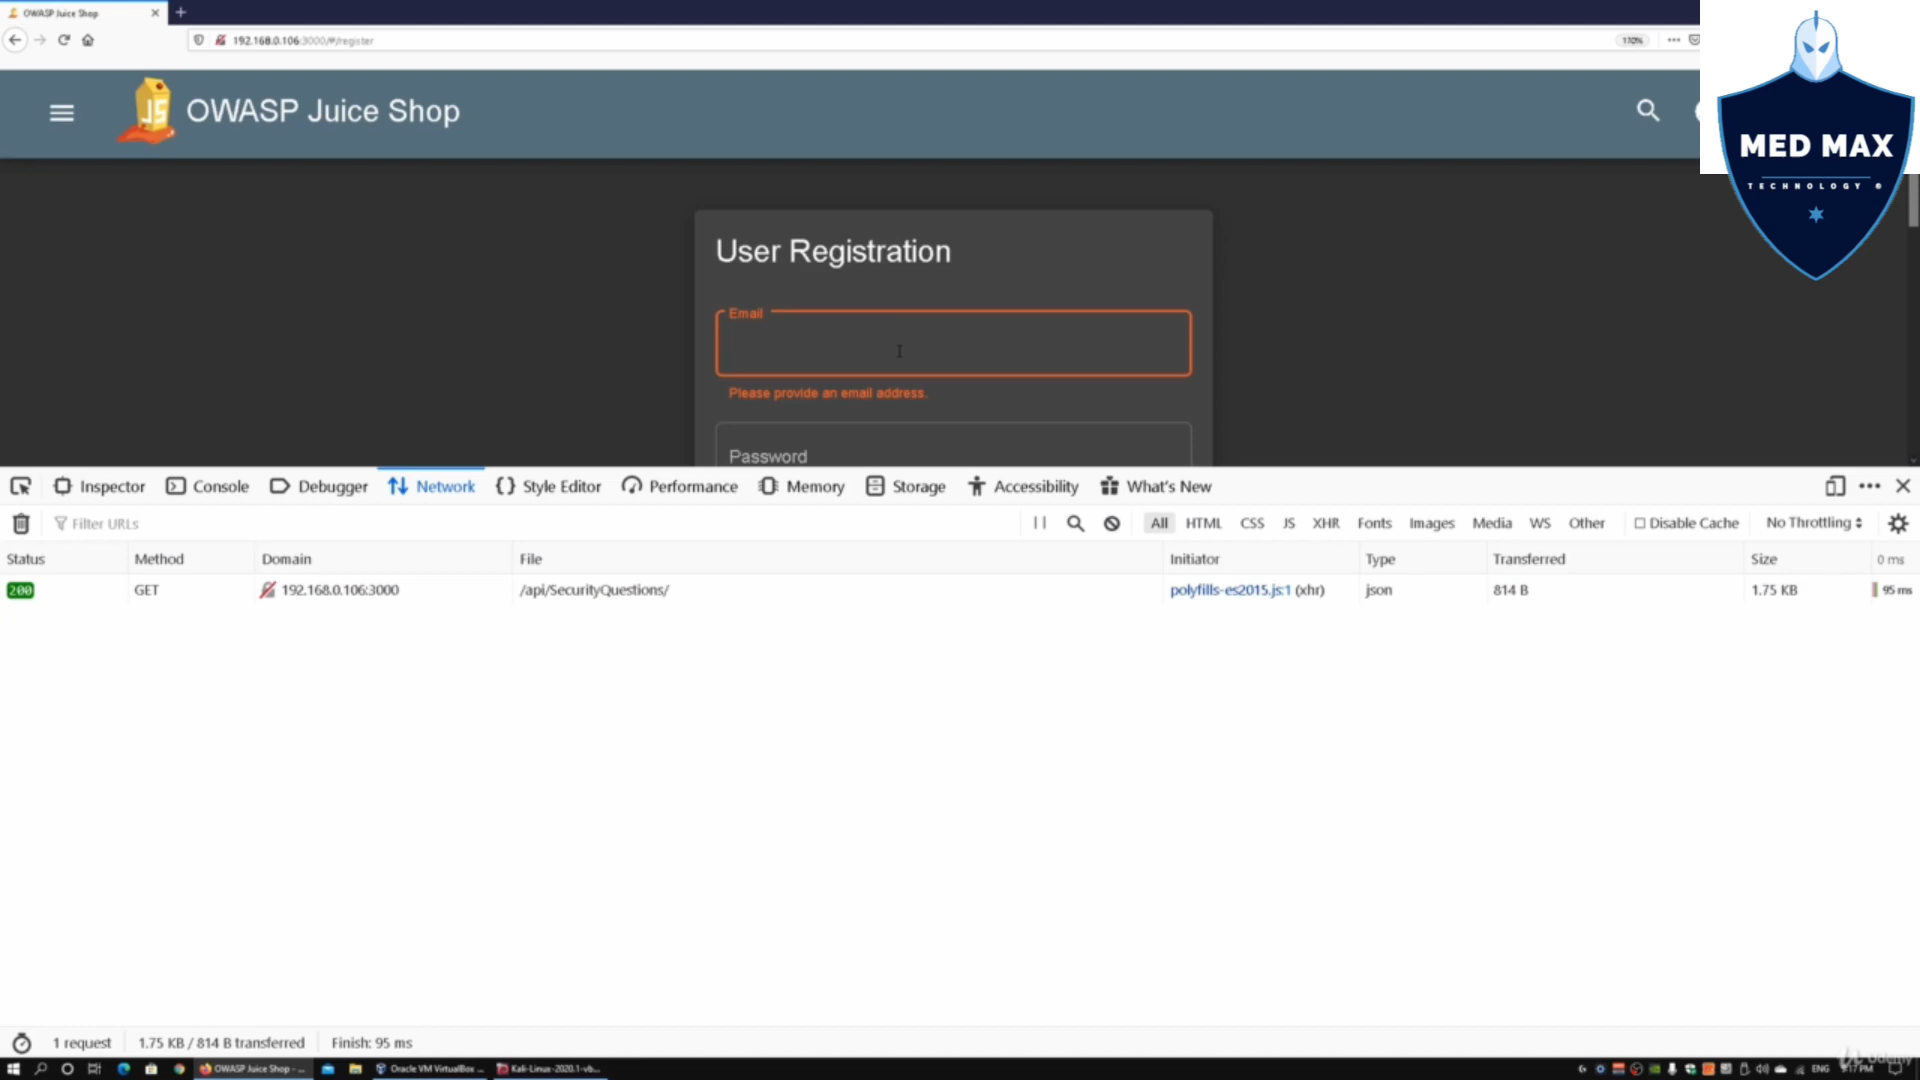 OWASP Juice Shop
192.168.0.106:3000/#/register
170%
JS
OWASP Juice Shop
MED MAX
TECHNOLOGY
User Registration
Email
Please provide an email address.
Password
Inspector Console Debugger Network Style Editor Performance Memory Storage Accessibility What's New
Filter URLs
All HTML CSS JS XHR Fonts Images Media WS Other Disable Cache No Throttling
Status Method Domain File Initiator Type Transferred Size 0 ms
200 GET 192.168.0.106:3000 /api/SecurityQuestions/ polyfills-es2015.js:1 (xhr) json 814 B 1.75 KB 95 ms
1 request 1.75 KB / 814 B transferred Finish: 95 ms
OWASP Juice Shop - ... Oracle VM VirtualBox ... Kali-Linux-2020.1-vb... ENG
Udemy